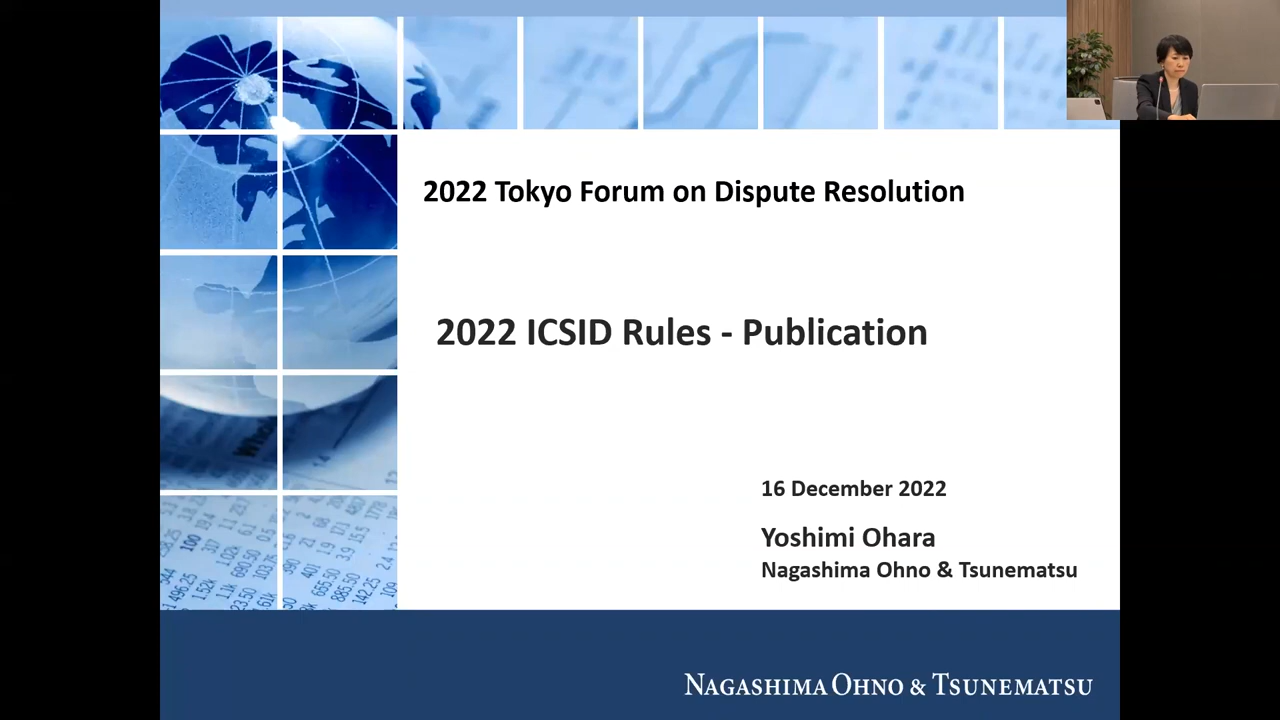 2022 Tokyo Forum on Dispute Resolution
2022 ICSID Rules - Publication
16 December 2022
Yoshimi Ohara
Nagashima Ohno & Tsunematsu
NAGASHIMA OHNO & TSUNEMATSU